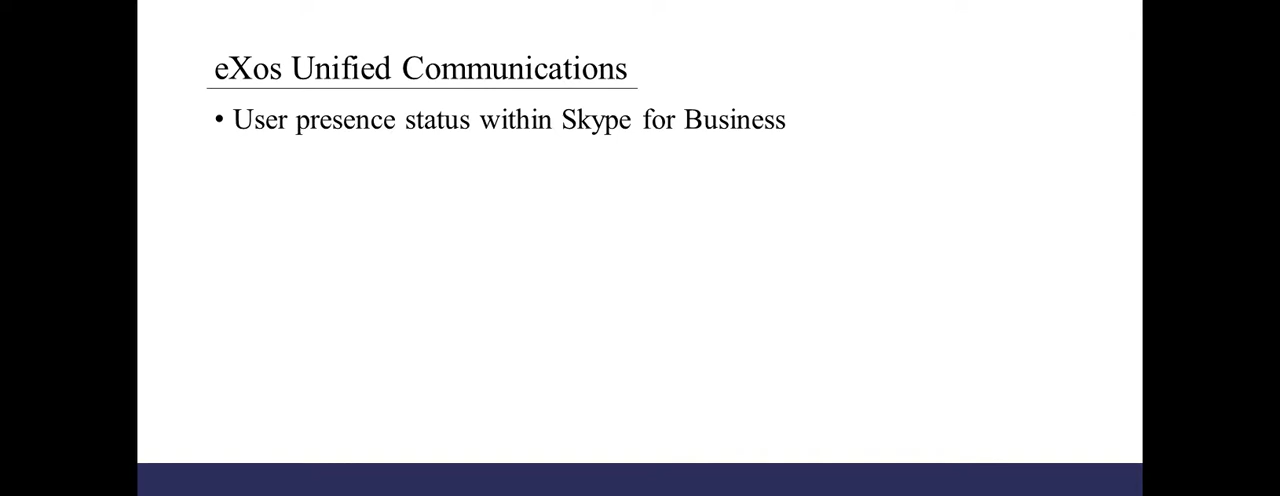 eXos Unified Communications
• User presence status within Skype for Business